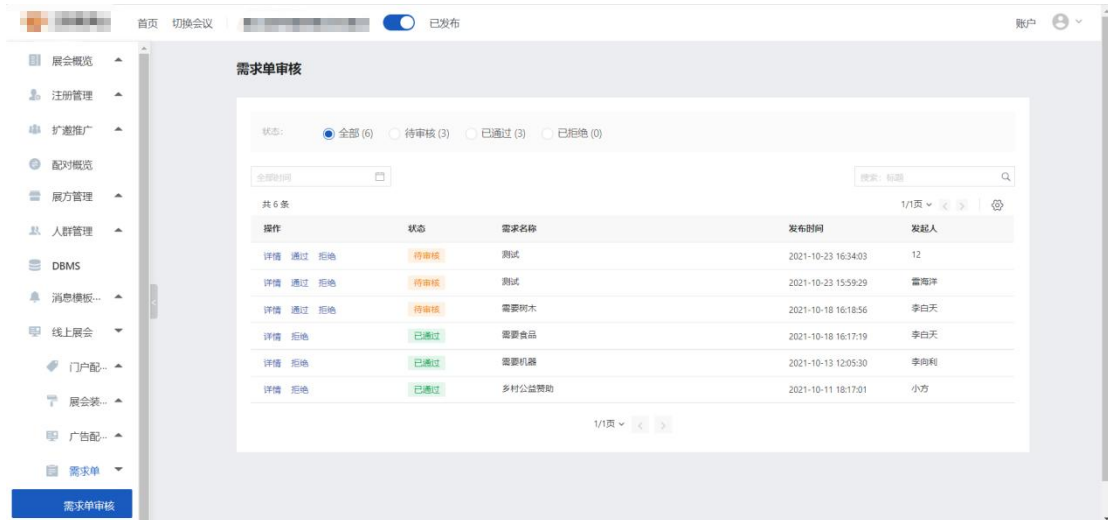 首页 切换会议 已发布 账户
展会概览
注册管理
扩邀推广
配对概览
展方管理
人群管理
DBMS
消息模板...
线上展会
门户配...
展会装...
广告配...
需求单
需求单审核
需求单审核
状态: 全部 (6) 待审核 (3) 已通过 (3) 已拒绝 (0)
全部时间 搜索: 标题
共 6 条 1/1页
操作 状态 需求名称 发布时间 发起人
详情 通过 拒绝 待审核 测试 2021-10-23 16:34:03 12
详情 通过 拒绝 待审核 测试 2021-10-23 15:59:29 雷海洋
详情 通过 拒绝 待审核 需要树木 2021-10-18 16:18:56 李白天
详情 拒绝 已通过 需要食品 2021-10-18 16:17:19 李白天
详情 拒绝 已通过 需要机器 2021-10-13 12:05:30 李向利
详情 拒绝 已通过 乡村公益赞助 2021-10-11 18:17:01 小方
1/1页